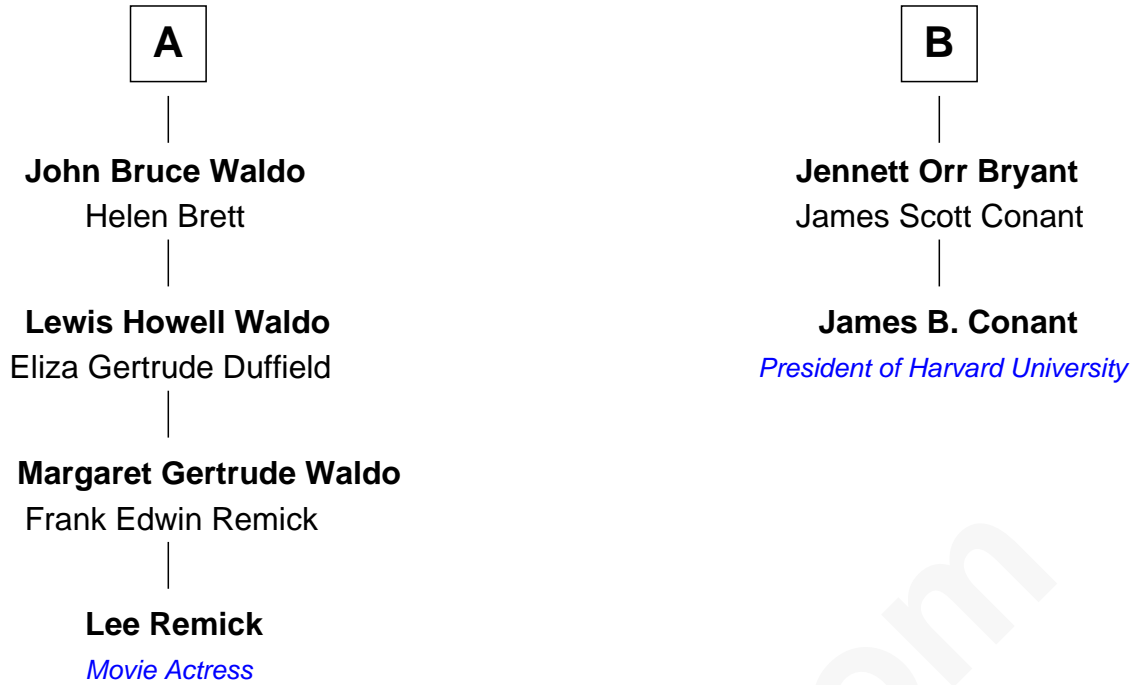 A
John Bruce Waldo
Helen Brett
Lewis Howell Waldo
Eliza Gertrude Duffield
Margaret Gertrude Waldo
Frank Edwin Remick
Lee Remick
Movie Actress
B
Jennett Orr Bryant
James Scott Conant
James B. Conant
President of Harvard University
om